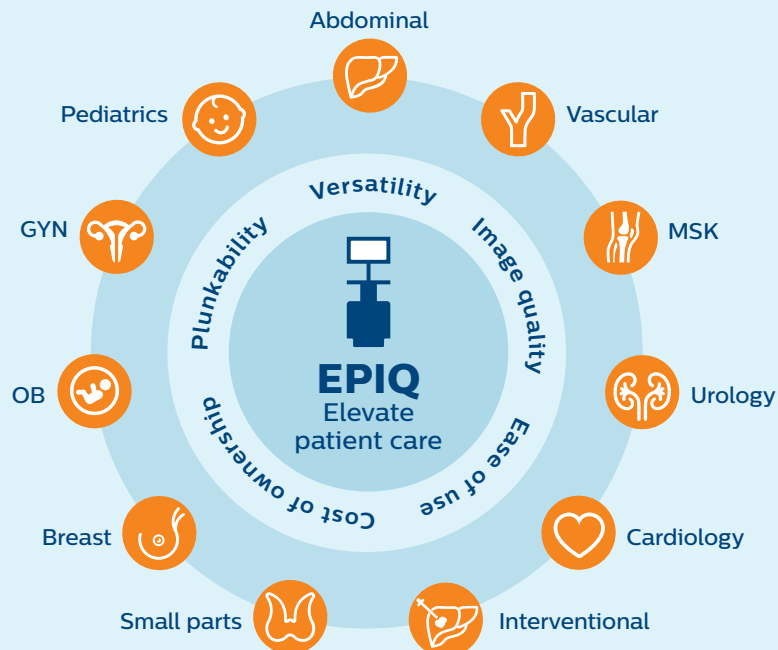 Abdominal
Pediatrics
Vascular
GYN
MSK
OB
Urology
Breast
Cardiology
Small parts
Interventional
Versatility
Image quality
Ease of use
Cost of ownership
Plunkability
EPIQ
Elevate
patient care